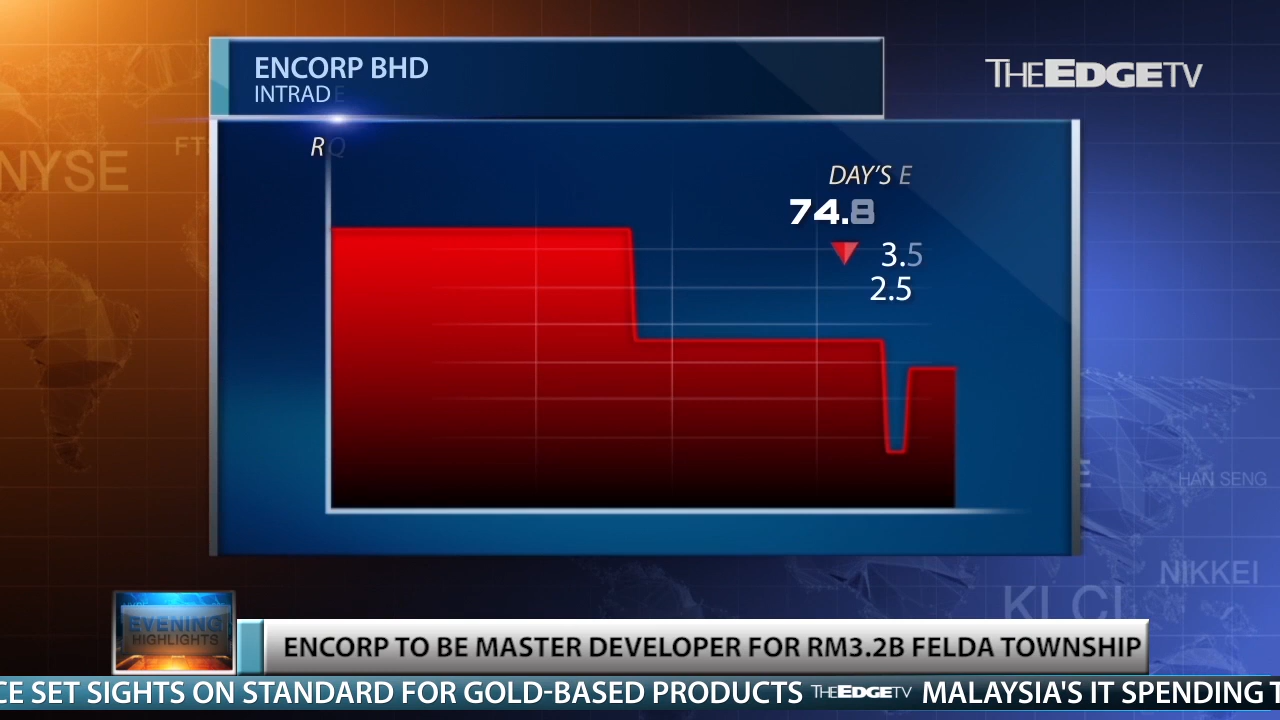 ENCORP BHD
INTRADE
THEEDGETV
NYSE
RQ
DAY'S E
74.8
3.5
2.5
HAN SENG
NIKKEI
KLCI
EVENING
HIGHLIGHTS
ENCORP TO BE MASTER DEVELOPER FOR RM3.2B FELDA TOWNSHIP
CE SET SIGHTS ON STANDARD FOR GOLD-BASED PRODUCTS THEEDGETV MALAYSIA'S IT SPENDING T